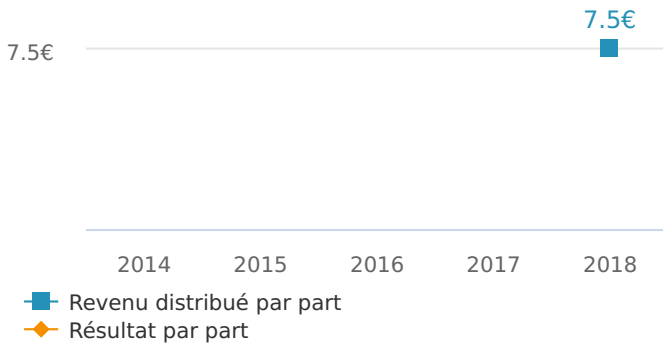 7.5€
7.5€
2014 2015 2016 2017 2018
Revenu distribué par part
Résultat par part